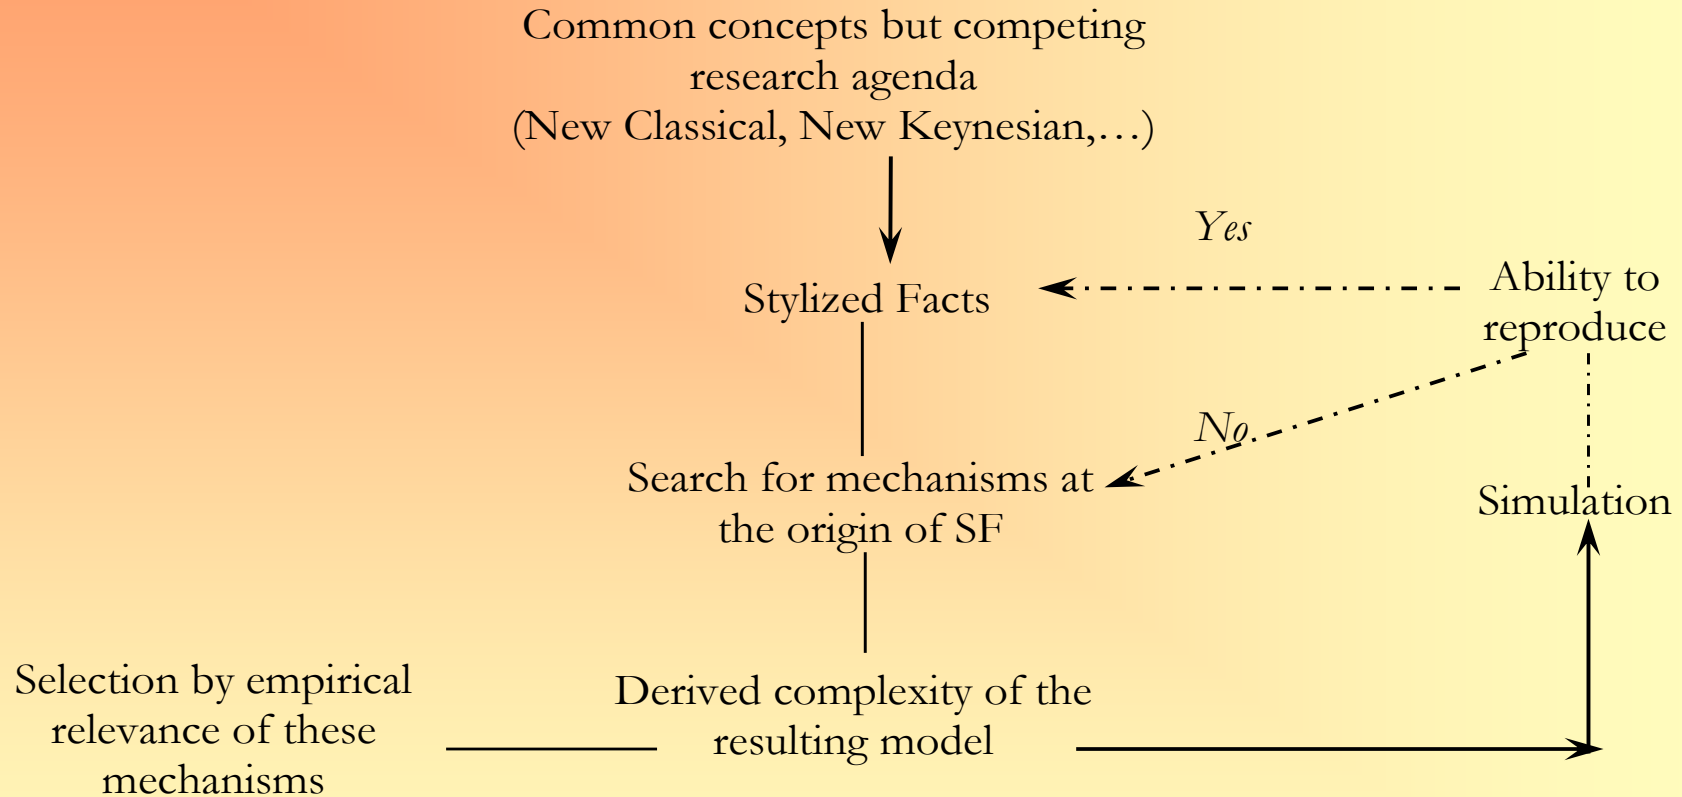 Common concepts but competing
research agenda
(New Classical, New Keynesian,…)
Yes
Stylized Facts
Ability to
reproduce
No
Search for mechanisms at
the origin of SF
Simulation
Selection by empirical
relevance of these
mechanisms
Derived complexity of the
resulting model